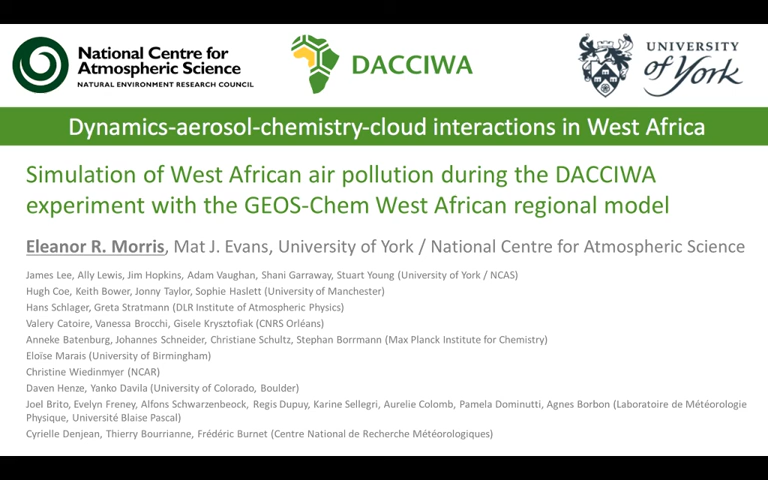 National Centre for
Atmospheric Science
NATURAL ENVIRONMENT RESEARCH COUNCIL
DACCIWA
UNIVERSITY
of York
Dynamics-aerosol-chemistry-cloud interactions in West Africa
Simulation of West African air pollution during the DACCIWA
experiment with the GEOS-Chem West African regional model
Eleanor R. Morris, Mat J. Evans, University of York / National Centre for Atmospheric Science
James Lee, Ally Lewis, Jim Hopkins, Adam Vaughan, Shani Garraway, Stuart Young (University of York / NCAS)
Hugh Coe, Keith Bower, Jonny Taylor, Sophie Haslett (University of Manchester)
Hans Schlager, Greta Stratmann (DLR Institute of Atmospheric Physics)
Valery Catoire, Vanessa Brocchi, Gisele Krysztofiak (CNRS Orléans)
Anneke Batenburg, Johannes Schneider, Christiane Schultz, Stephan Borrmann (Max Planck Institute for Chemistry)
Eloïse Marais (University of Birmingham)
Christine Wiedinmyer (NCAR)
Daven Henze, Yanko Davila (University of Colorado, Boulder)
Joel Brito, Evelyn Freney, Alfons Schwarzenbeock, Regis Dupuy, Karine Sellegri, Aurelie Colomb, Pamela Dominutti, Agnes Borbon (Laboratoire de Météorologie
Physique, Université Blaise Pascal)
Cyrielle Denjean, Thierry Bourrianne, Frédéric Burnet (Centre National de Recherche Météorologiques)